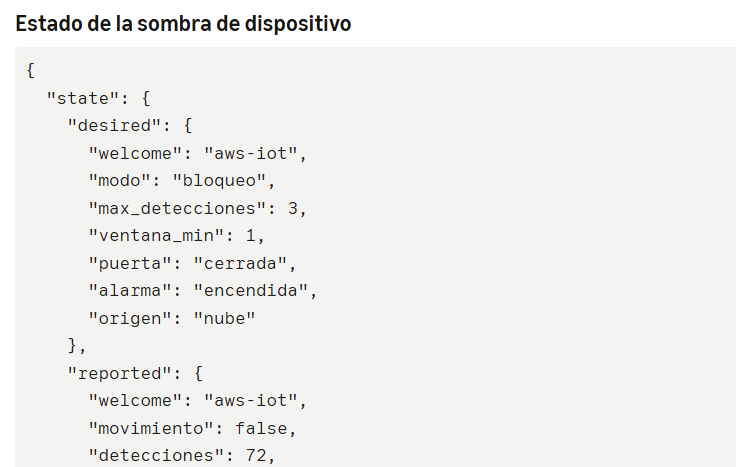 Estado de la sombra de dispositivo
{
"state": {
"desired": {
"welcome": "aws-iot",
"modo": "bloqueo",
"max_detecciones": 3,
"ventana_min": 1,
"puerta": "cerrada",
"alarma": "encendida",
"origen": "nube"
},
"reported": {
"welcome": "aws-iot",
"movimiento": false,
"detecciones": 72,